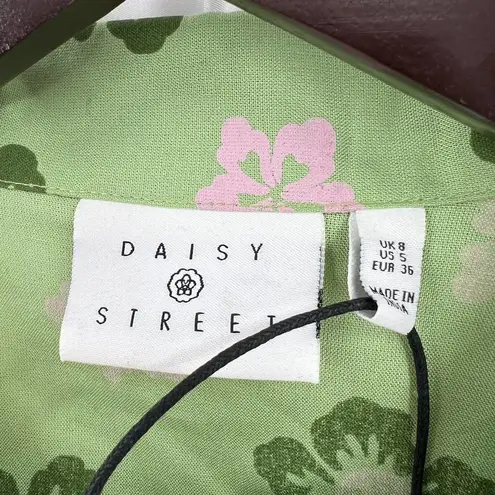 DAISY
STREET
UK 8
US 5
EUR 36
MADE IN